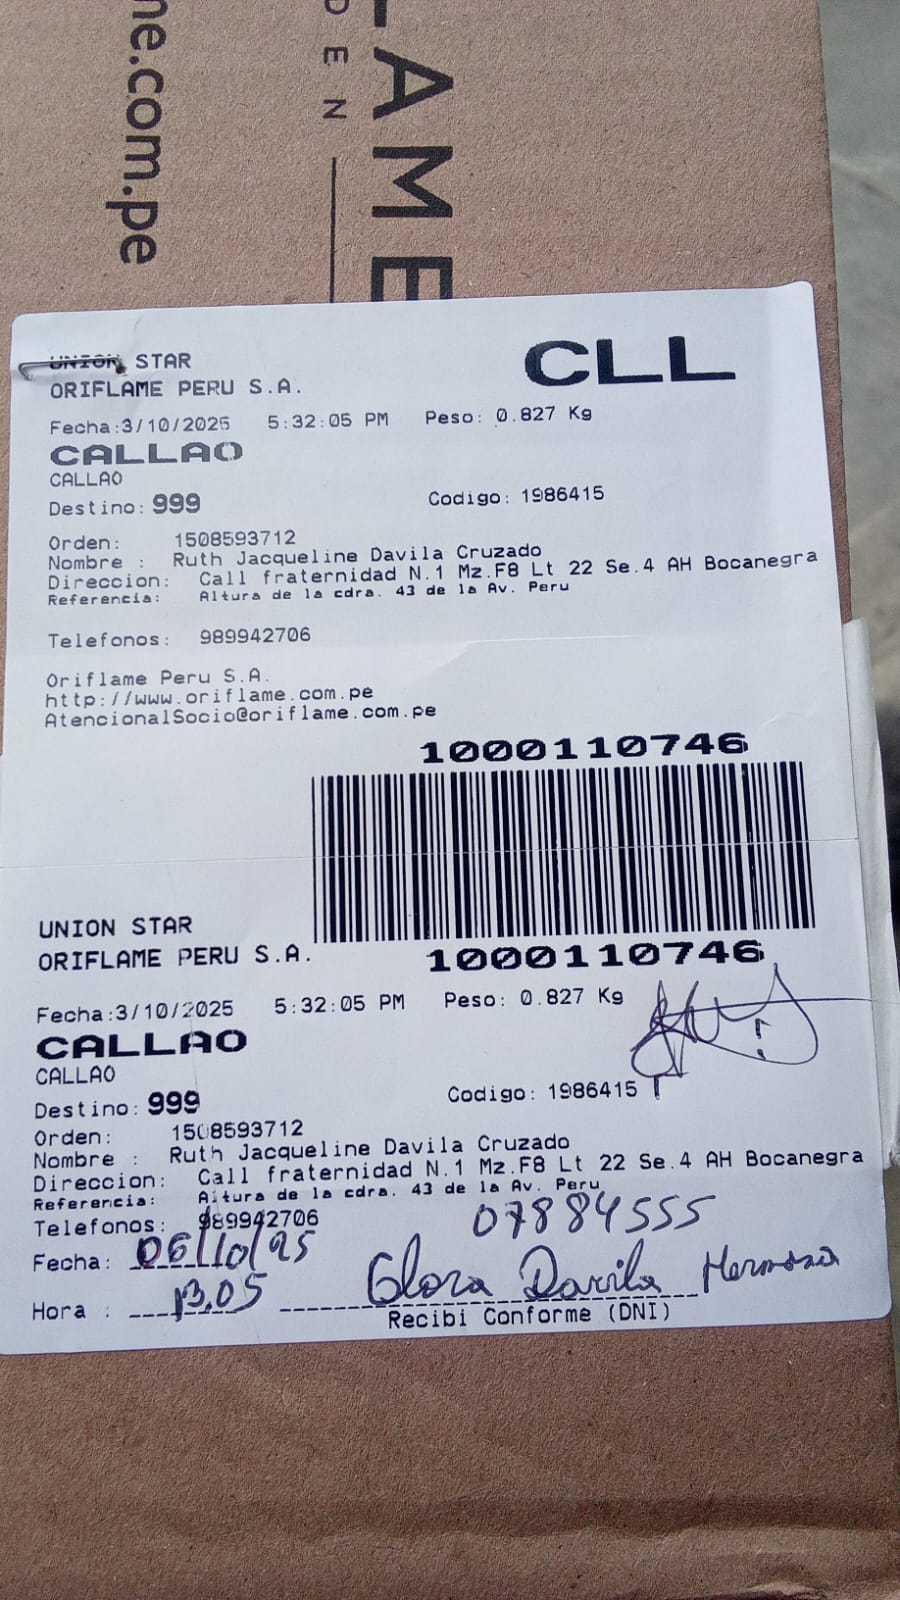 ne.com.pe
DEN
LAME
UNION STAR
CLL
ORIFLAME PERU S.A.
Fecha:3/10/2025 5:32:05 PM Peso: 0.827 Kg
CALLAO
CALLAO
Destino: 999 Codigo: 1986415
Orden: 1508593712
Nombre : Ruth Jacqueline Davila Cruzado
Direccion: Call fraternidad N.1 Mz.F8 Lt 22 Se.4 AH Bocanegra
Referencia: Altura de la cdra. 43 de la Av. Peru
Telefonos: 989942706
Oriflame Peru S.A.
http://www.oriflame.com.pe
AtencionalSocio@oriflame.com.pe
1000110746
UNION STAR
ORIFLAME PERU S.A.
1000110746
Fecha:3/10/2025 5:32:05 PM Peso: 0.827 Kg
CALLAO
CALLAO
Destino: 999 Codigo: 1986415
Orden: 1508593712
Nombre : Ruth Jacqueline Davila Cruzado
Direccion: Call fraternidad N.1 Mz.F8 Lt 22 Se.4 AH Bocanegra
Referencia: Altura de la cdra. 43 de la Av. Peru
Telefonos: 989942706 07884555
Fecha: 06/10/25
Glora Davila Hermosa
Hora : 13.05
Recibi Conforme (DNI)